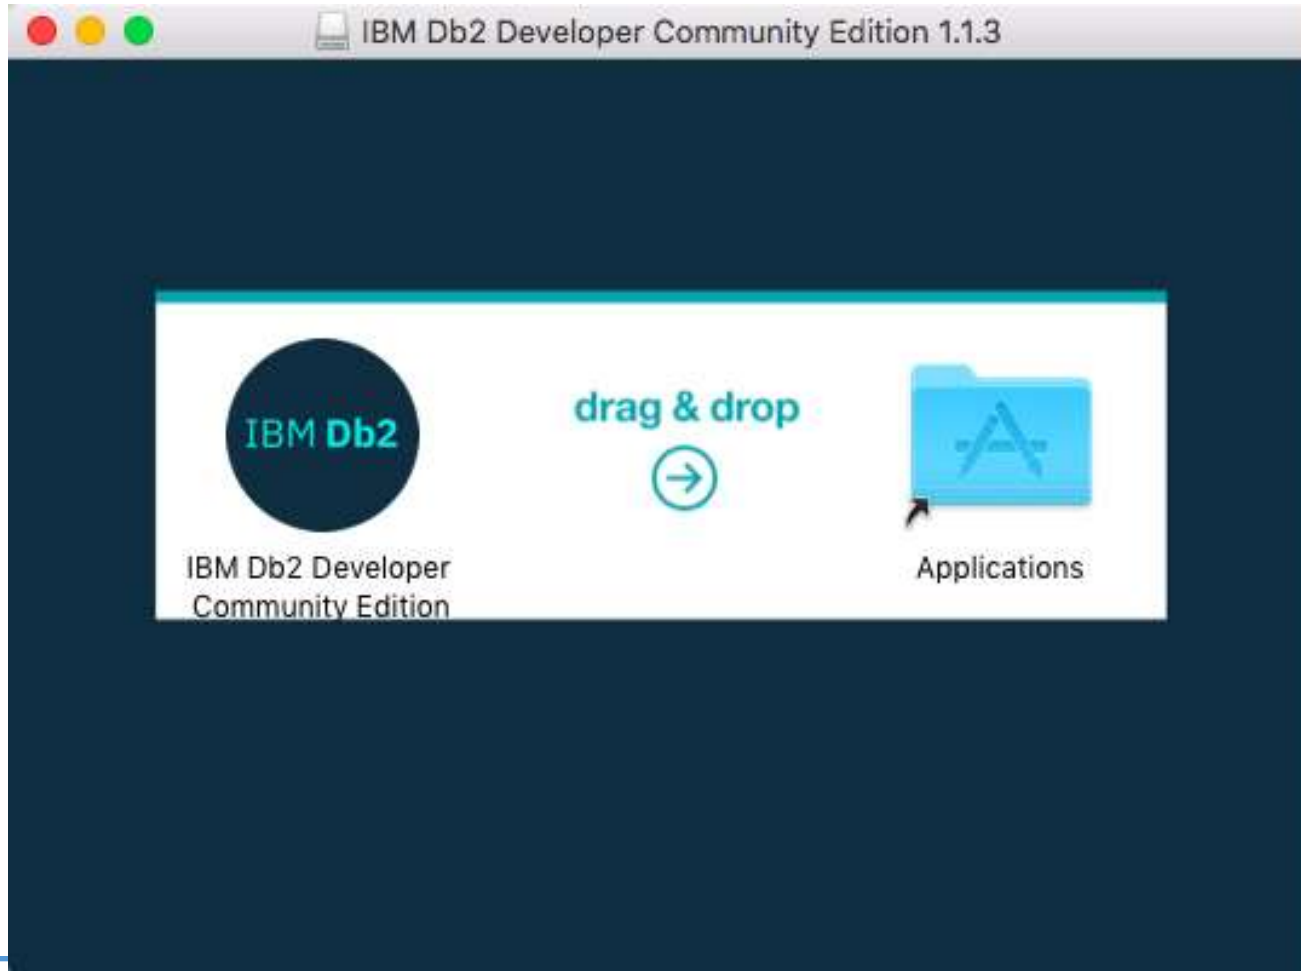 IBM Db2 Developer Community Edition 1.1.3
IBM Db2
drag & drop
IBM Db2 Developer
Community Edition
Applications